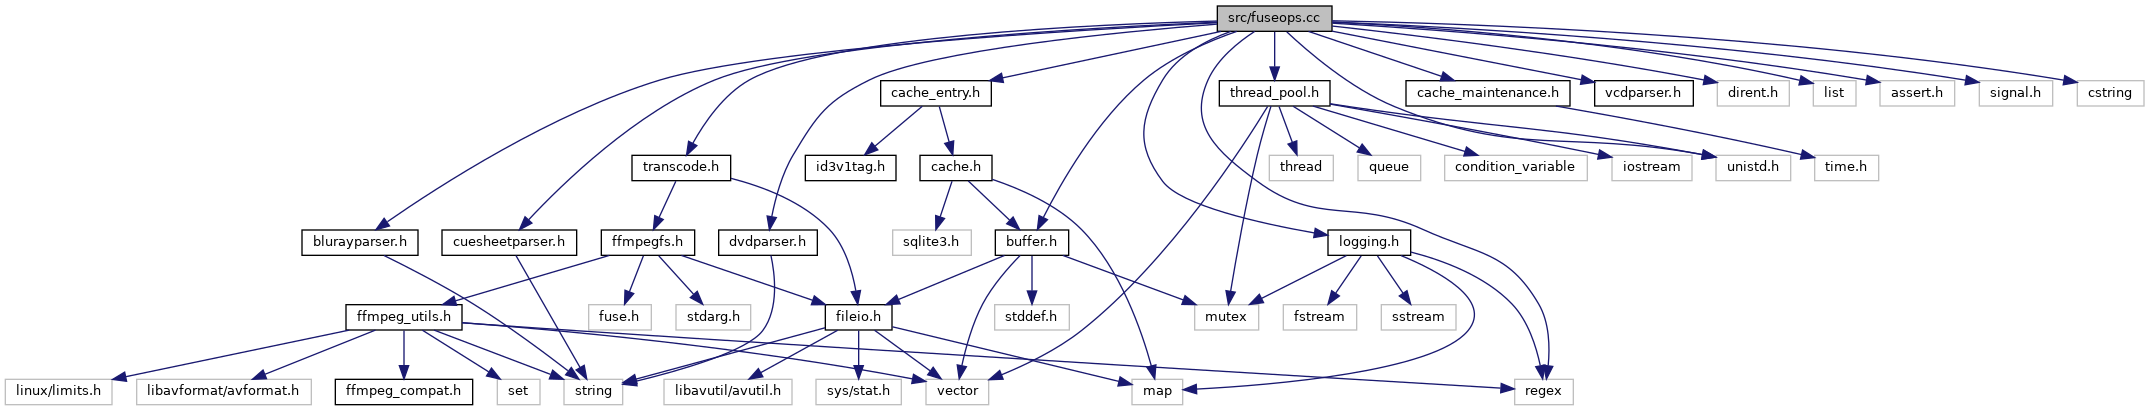 src/fuseops.cc
cache_entry.h
thread_pool.h
cache_maintenance.h
vcdparser.h
dirent.h
list
assert.h
signal.h
cstring
transcode.h
id3v1tag.h
cache.h
thread
queue
condition_variable
iostream
unistd.h
time.h
blurayparser.h
cuesheetparser.h
ffmpegfs.h
dvdparser.h
sqlite3.h
buffer.h
logging.h
ffmpeg_utils.h
fuse.h
stdarg.h
fileio.h
stddef.h
mutex
fstream
sstream
linux/limits.h
libavformat/avformat.h
ffmpeg_compat.h
set
string
libavutil/avutil.h
sys/stat.h
vector
map
regex